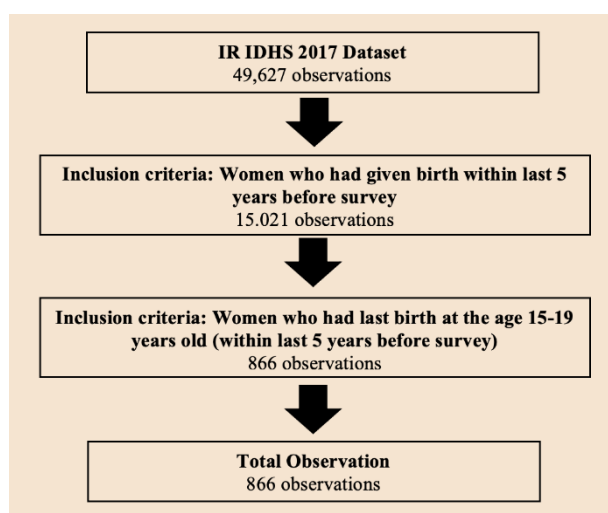 IR IDHS 2017 Dataset
49,627 observations
Inclusion criteria: Women who had given birth within last 5
years before survey
15.021 observations
Inclusion criteria: Women who had last birth at the age 15-19
years old (within last 5 years before survey)
866 observations
Total Observation
866 observations